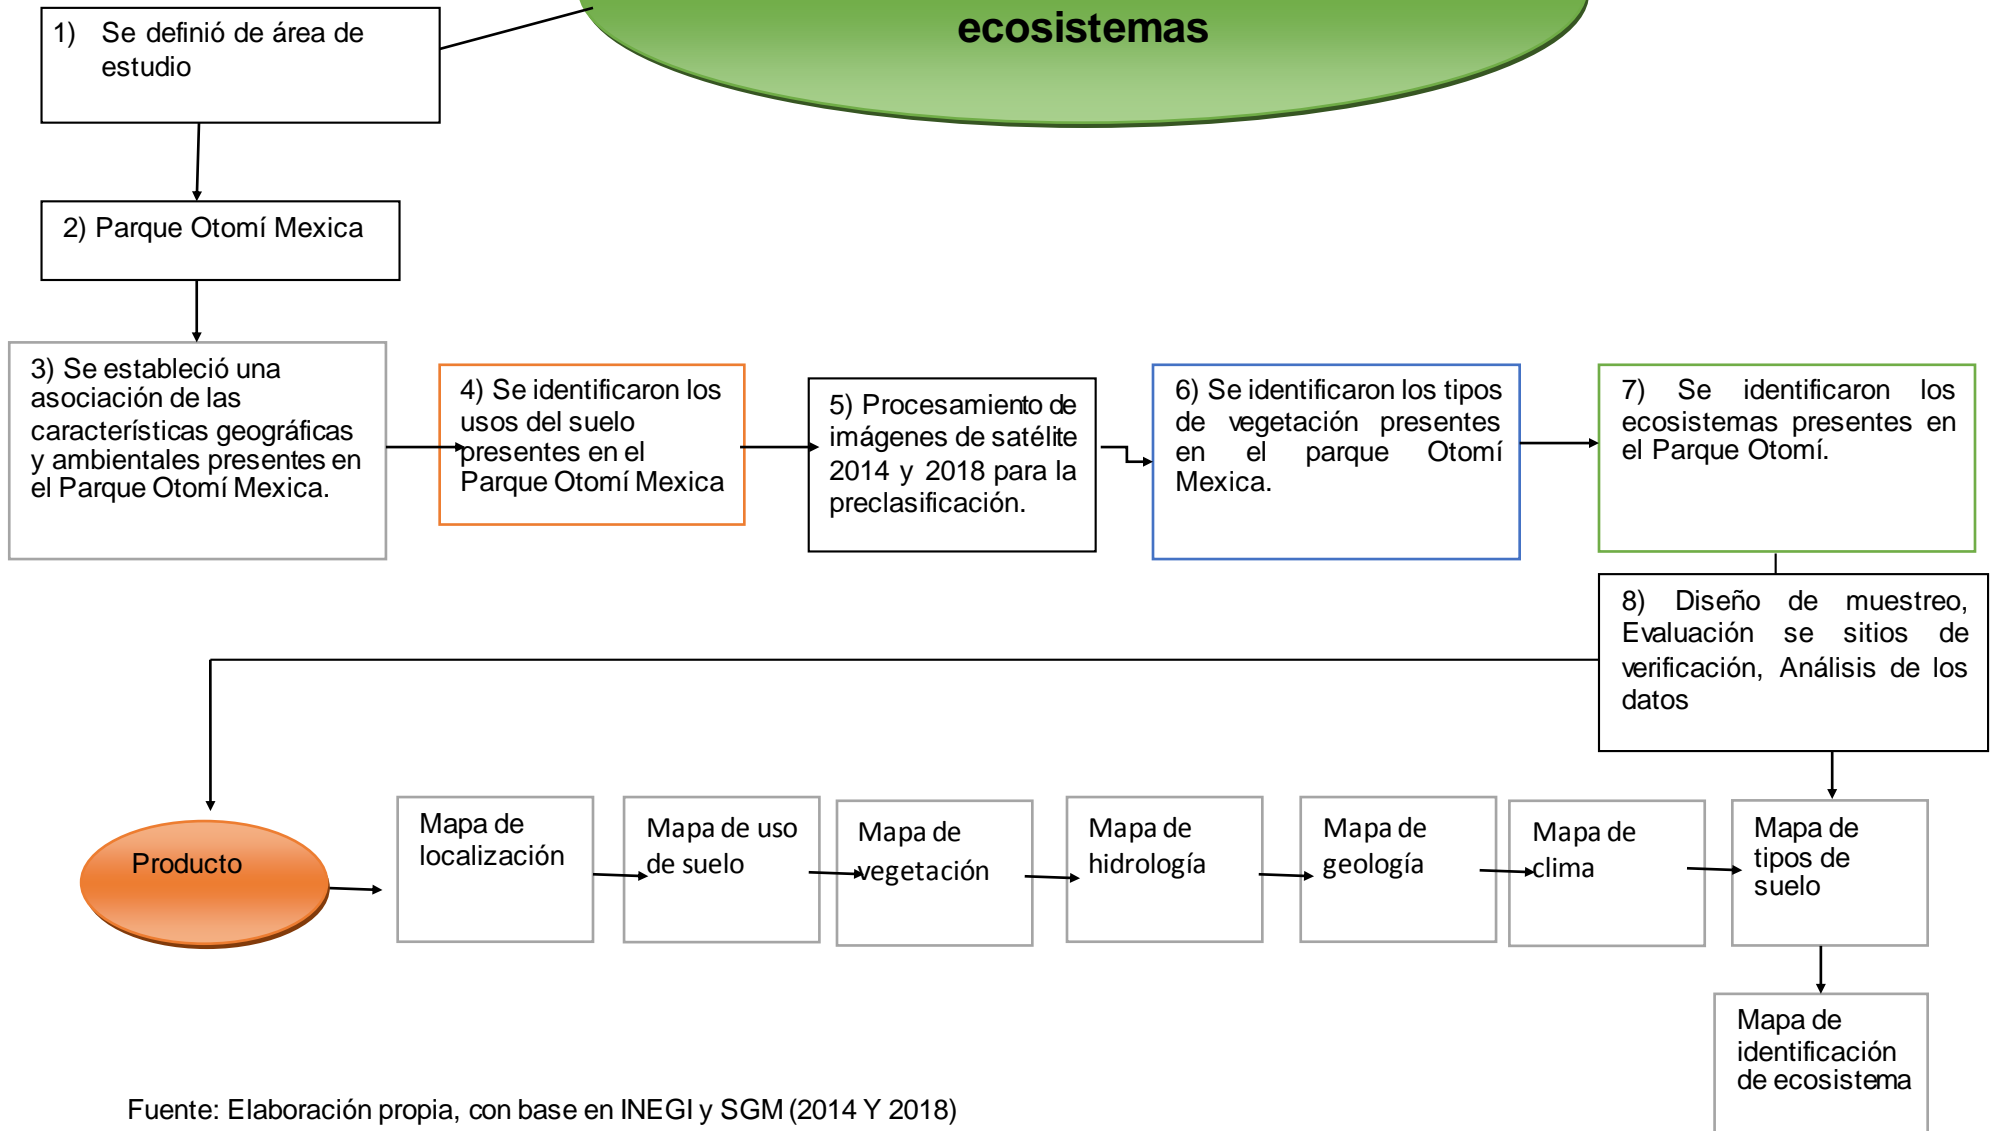 ecosistemas
1) Se definió de área de
estudio
2) Parque Otomí Mexica
3) Se estableció una
asociación de las
características geográficas
y ambientales presentes en
el Parque Otomí Mexica.
4) Se identificaron los
usos del suelo
presentes en el
Parque Otomí Mexica
5) Procesamiento de
imágenes de satélite
2014 y 2018 para la
preclasificación.
6) Se identificaron los tipos
de vegetación presentes
en el parque Otomí
Mexica.
7) Se identificaron los
ecosistemas presentes en
el Parque Otomí.
8) Diseño de muestreo,
Evaluación se sitios de
verificación, Análisis de los
datos
Producto
Mapa de
localización
Mapa de uso
de suelo
Mapa de
vegetación
Mapa de
hidrología
Mapa de
geología
Mapa de
clima
Mapa de
tipos de
suelo
Mapa de
identificación
de ecosistema
Fuente: Elaboración propia, con base en INEGI y SGM (2014 Y 2018)